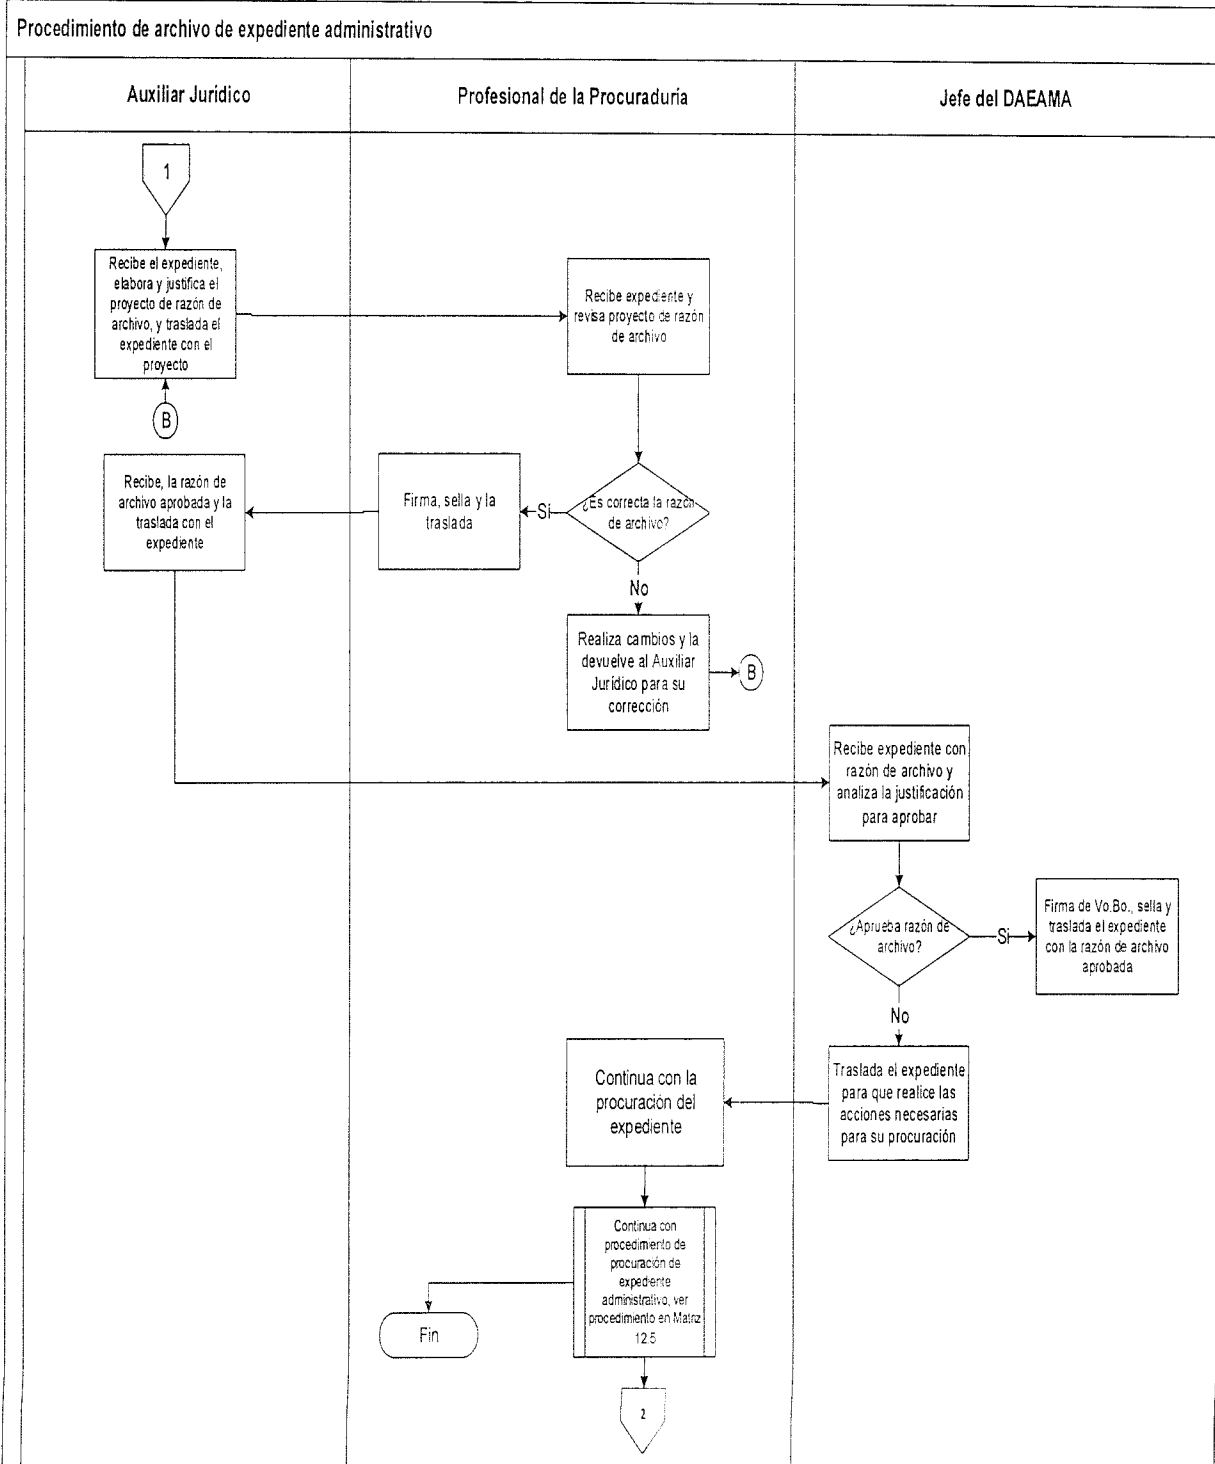 Procedimiento de archivo de expediente administrativo
Auxiliar Jurídico
Profesional de la Procuraduría
Jefe del DAEAMA
1
Recibe el expediente,
elabora y justifica el
proyecto de razón de
archivo, y traslada el
expediente con el
proyecto
Recibe expediente y
revisa proyecto de razón
de archivo
B
Recibe, la razón de
archivo aprobada y la
traslada con el
expediente
Firma, sella y la
traslada
Si
¿Es correcta la razón
de archivo?
No
Realiza cambios y la
devuelve al Auxiliar
Jurídico para su
corrección
B
Recibe expediente con
razón de archivo y
analiza la justificación
para aprobar
¿Aprueba razón de
archivo?
Si
Firma de Vo.Bo., sella y
traslada el expediente
con la razón de archivo
aprobada
No
Traslada el expediente
para que realice las
acciones necesarias
para su procuración
Continua con la
procuración del
expediente
Continua con
procedimiento de
procuración de
expediente
administrativo, ver
procedimiento en Matriz
12.5
Fin
2